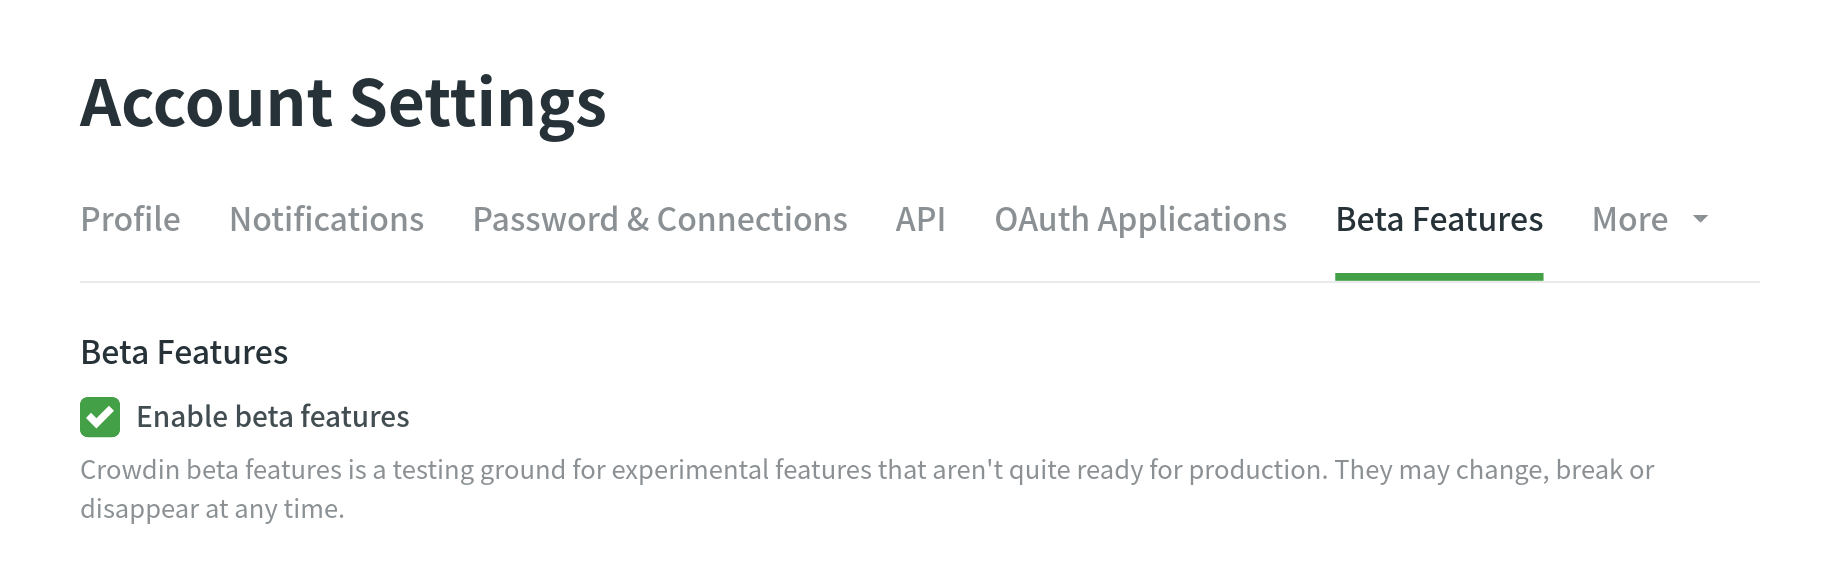 Account Settings
Profile Notifications Password & Connections API OAuth Applications Beta Features More
Beta Features
Enable beta features
Crowdin beta features is a testing ground for experimental features that aren't quite ready for production. They may change, break or
disappear at any time.